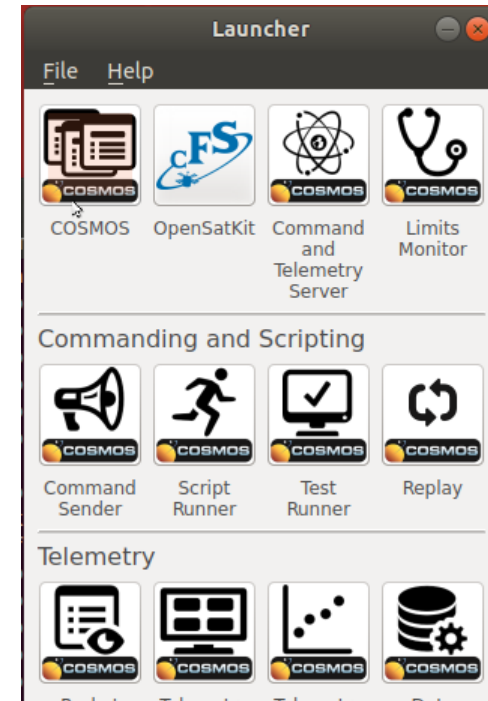 Launcher
File Help
cFS
COSMOS COSMOS COSMOS
COSMOS OpenSatKit Command Limits
and Monitor
Telemetry
Server
Commanding and Scripting
COSMOS COSMOS COSMOS COSMOS
Command Script Test Replay
Sender Runner Runner
Telemetry
COSMOS COSMOS COSMOS COSMOS